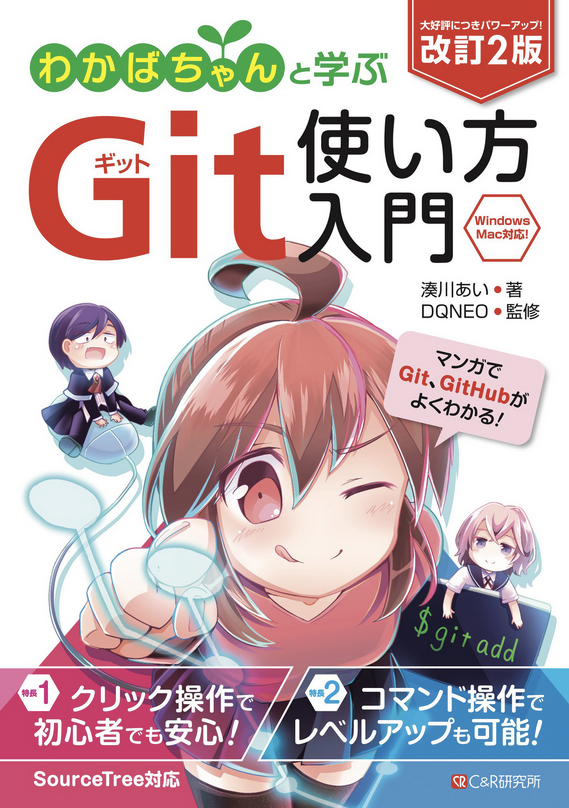 大好評につきパワーアップ!
改訂2版
わかばちゃんと学ぶ
ギット
Git使い方
入門
Windows
Mac対応!
湊川あい●著
DQNEO●監修
マンガで
Git、GitHubが
よくわかる!
$ git add
特長1 クリック操作で
初心者でも安心!
特長2 コマンド操作で
レベルアップも可能!
SourceTree対応
CR C&R研究所